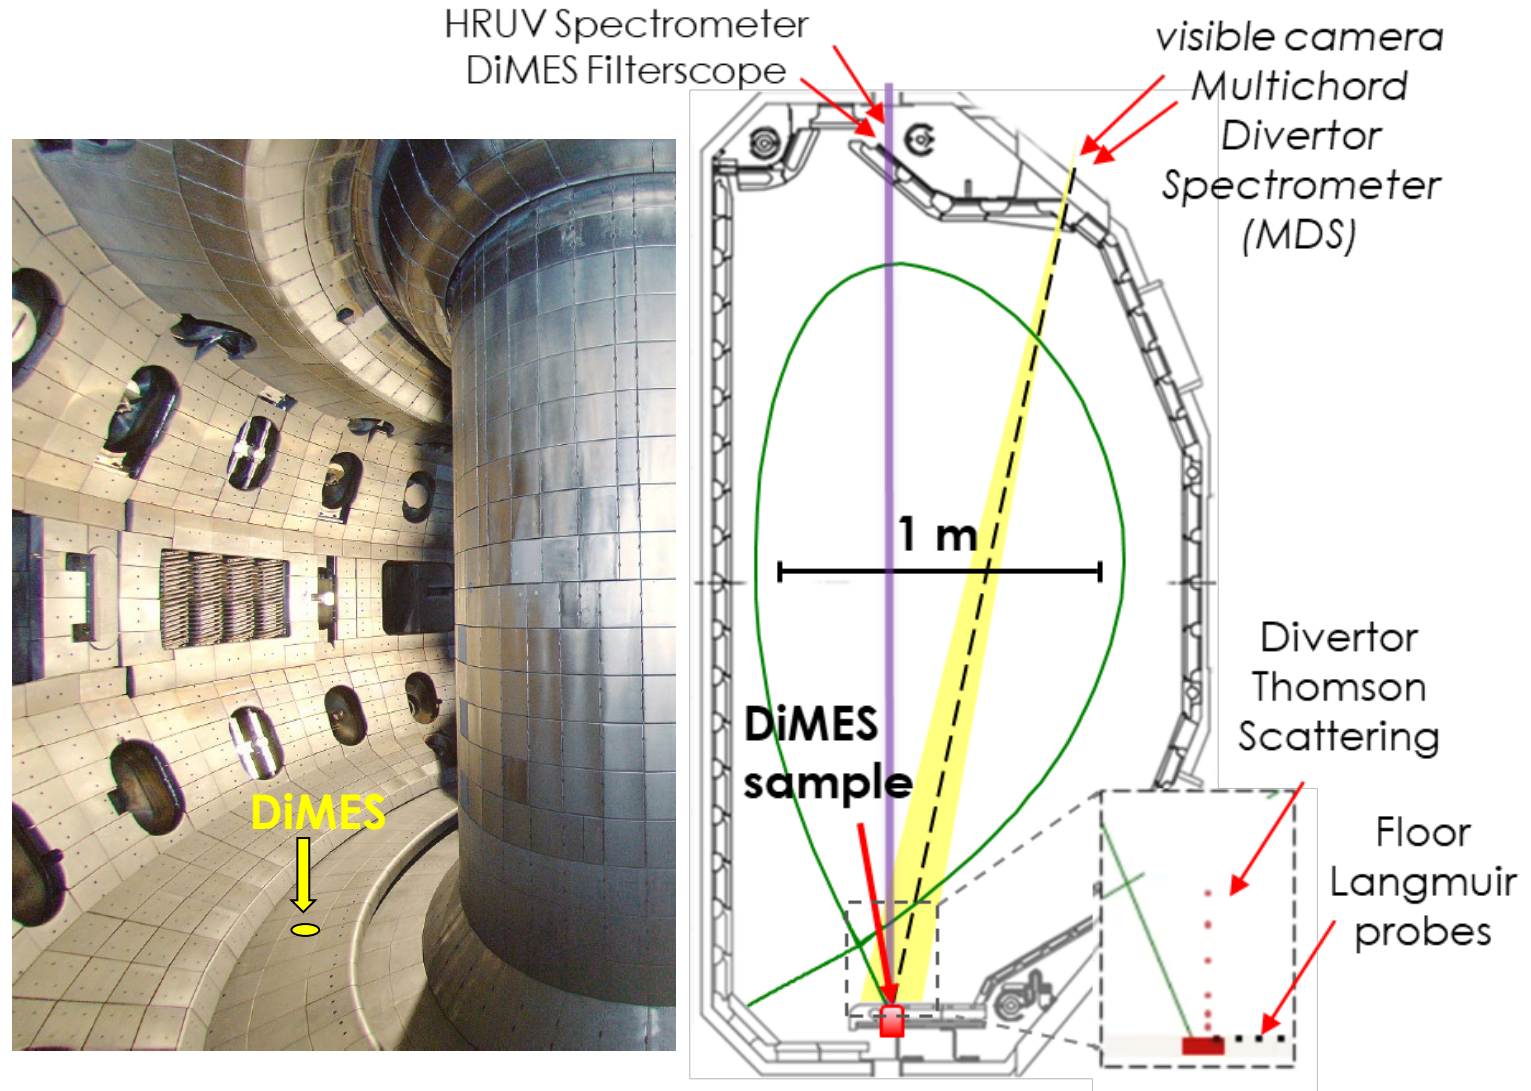 HRUV Spectrometer
DiMES Filterscope
visible camera
Multichord
Divertor
Spectrometer
(MDS)
1 m
DiMES
sample
DiMES
Divertor
Thomson
Scattering
Floor
Langmuir
probes